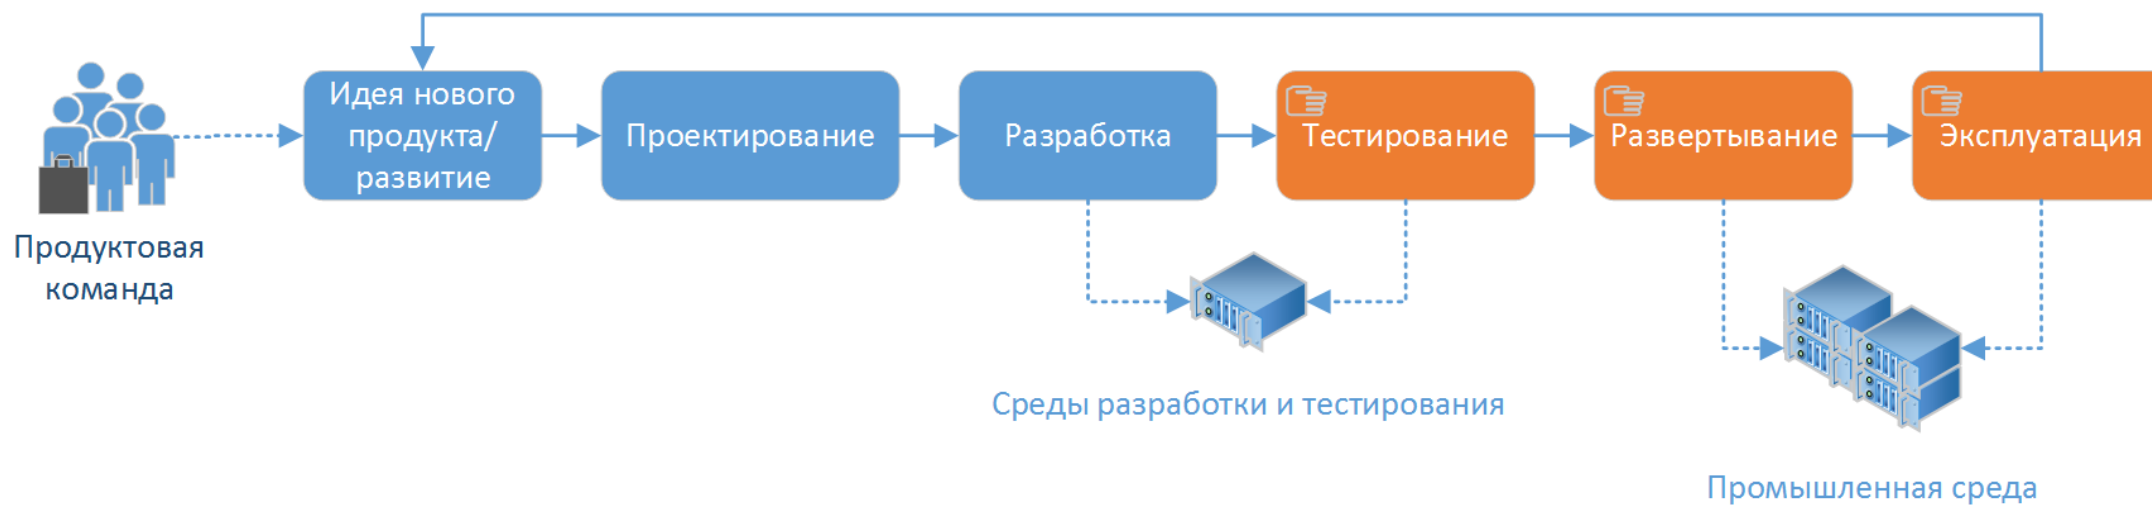 Идея нового
продукта/
развитие
Проектирование
Разработка
Тестирование
Развертывание
Эксплуатация
Продуктовая
команда
Среды разработки и тестирования
Промышленная среда